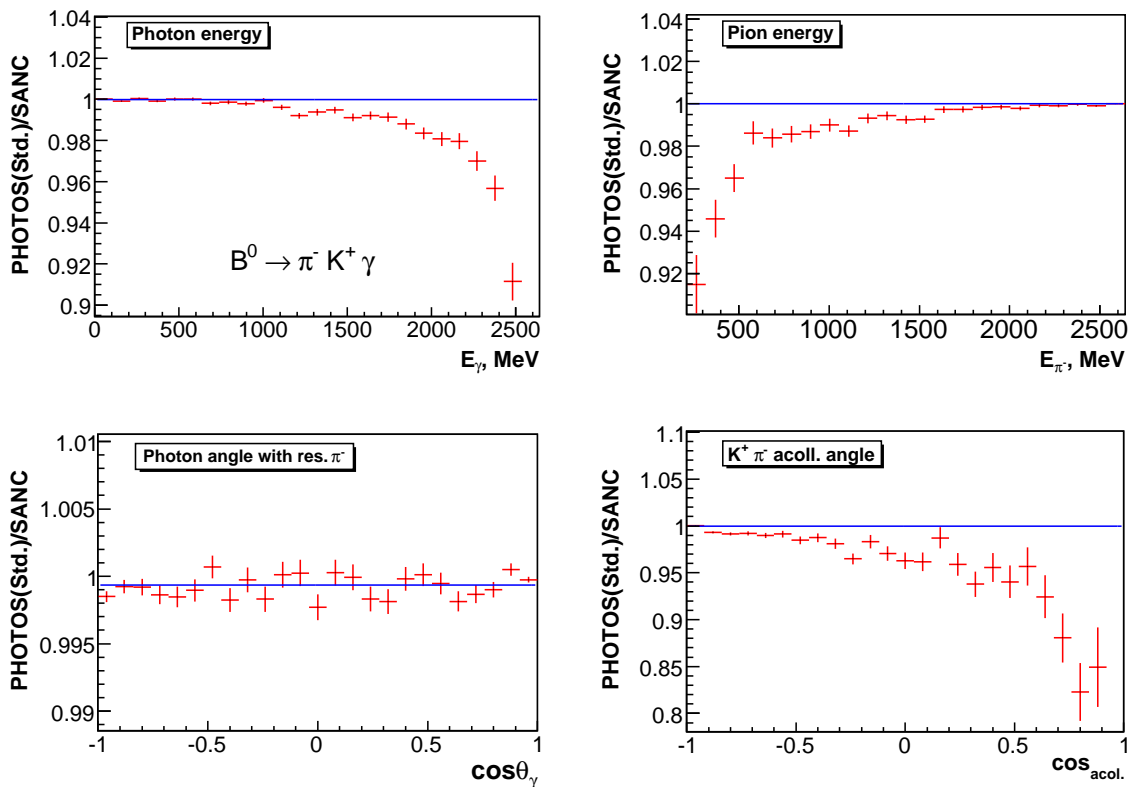 Photon energy
PHOTOS(Std.)/SANC
1.04
1.02
1
0.98
0.96
0.94
0.92
0.9
B⁰ → π⁻ K⁺ γ
0 500 1000 1500 2000 2500
E_γ, MeV
Pion energy
PHOTOS(Std.)/SANC
1.04
1.02
1
0.98
0.96
0.94
0.92
500 1000 1500 2000 2500
E_π⁻, MeV
Photon angle with res. π⁻
PHOTOS(Std.)/SANC
1.01
1.005
1
0.995
0.99
-1 -0.5 0 0.5 1
cosθ_γ
K⁺ π⁻ acoll. angle
PHOTOS(Std.)/SANC
1.1
1.05
1
0.95
0.9
0.85
0.8
-1 -0.5 0 0.5 1
cos_acol.